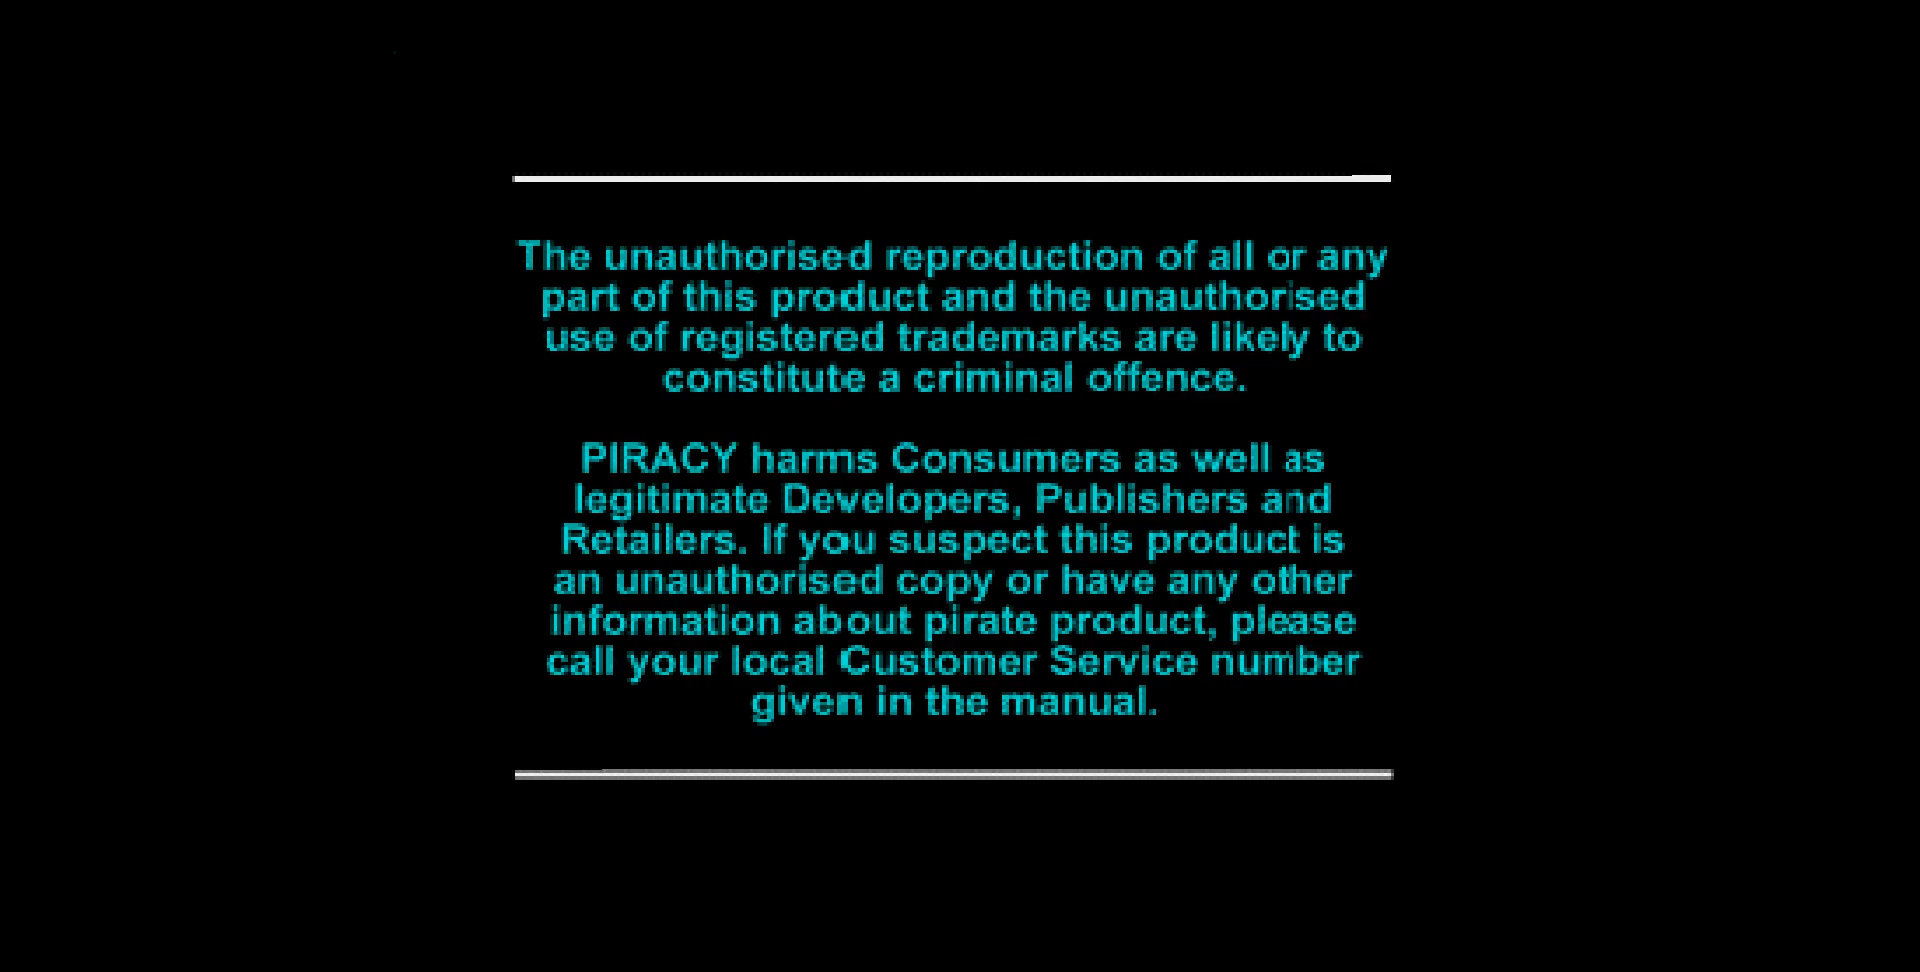 The unauthorised reproduction of all or any
part of this product and the unauthorised
use of registered trademarks are likely to
constitute a criminal offence.
PIRACY harms Consumers as well as
legitimate Developers, Publishers and
Retailers. If you suspect this product is
an unauthorised copy or have any other
information about pirate product, please
call your local Customer Service number
given in the manual.